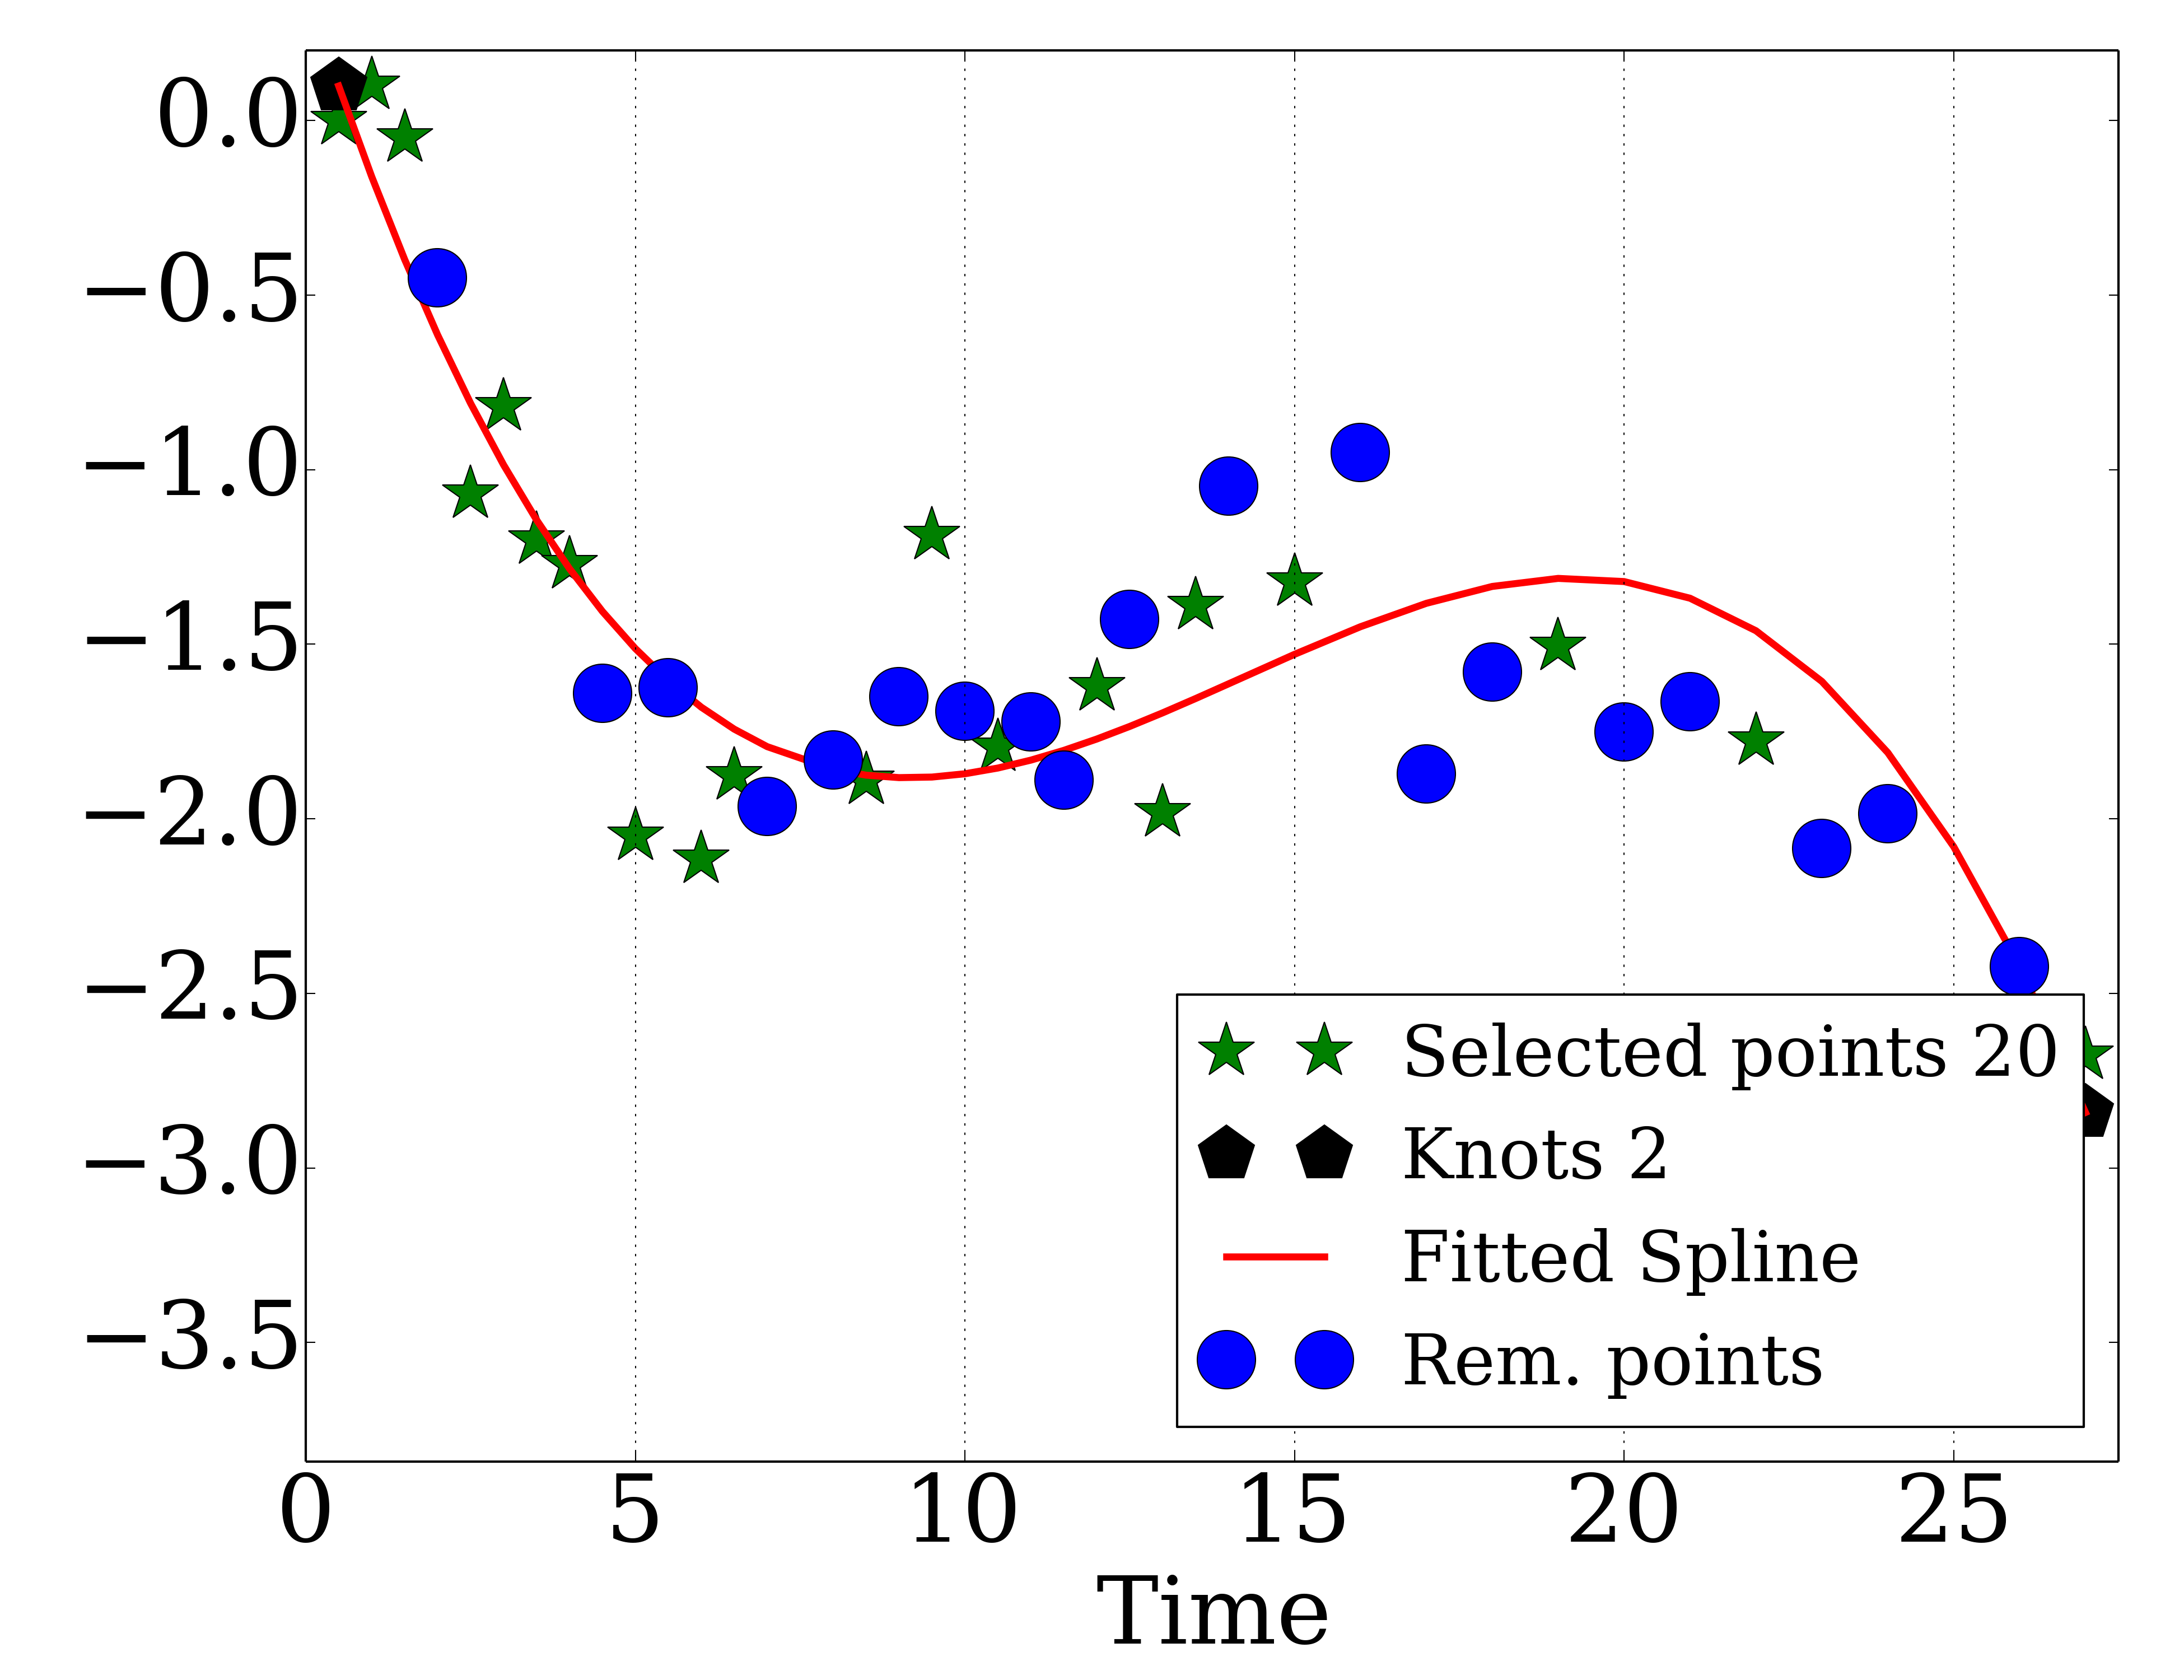 0.0
−0.5
−1.0
−1.5
−2.0
−2.5
−3.0
−3.5
Selected points 20
Knots 2
Fitted Spline
Rem. points
0 5 10 15 20 25
Time